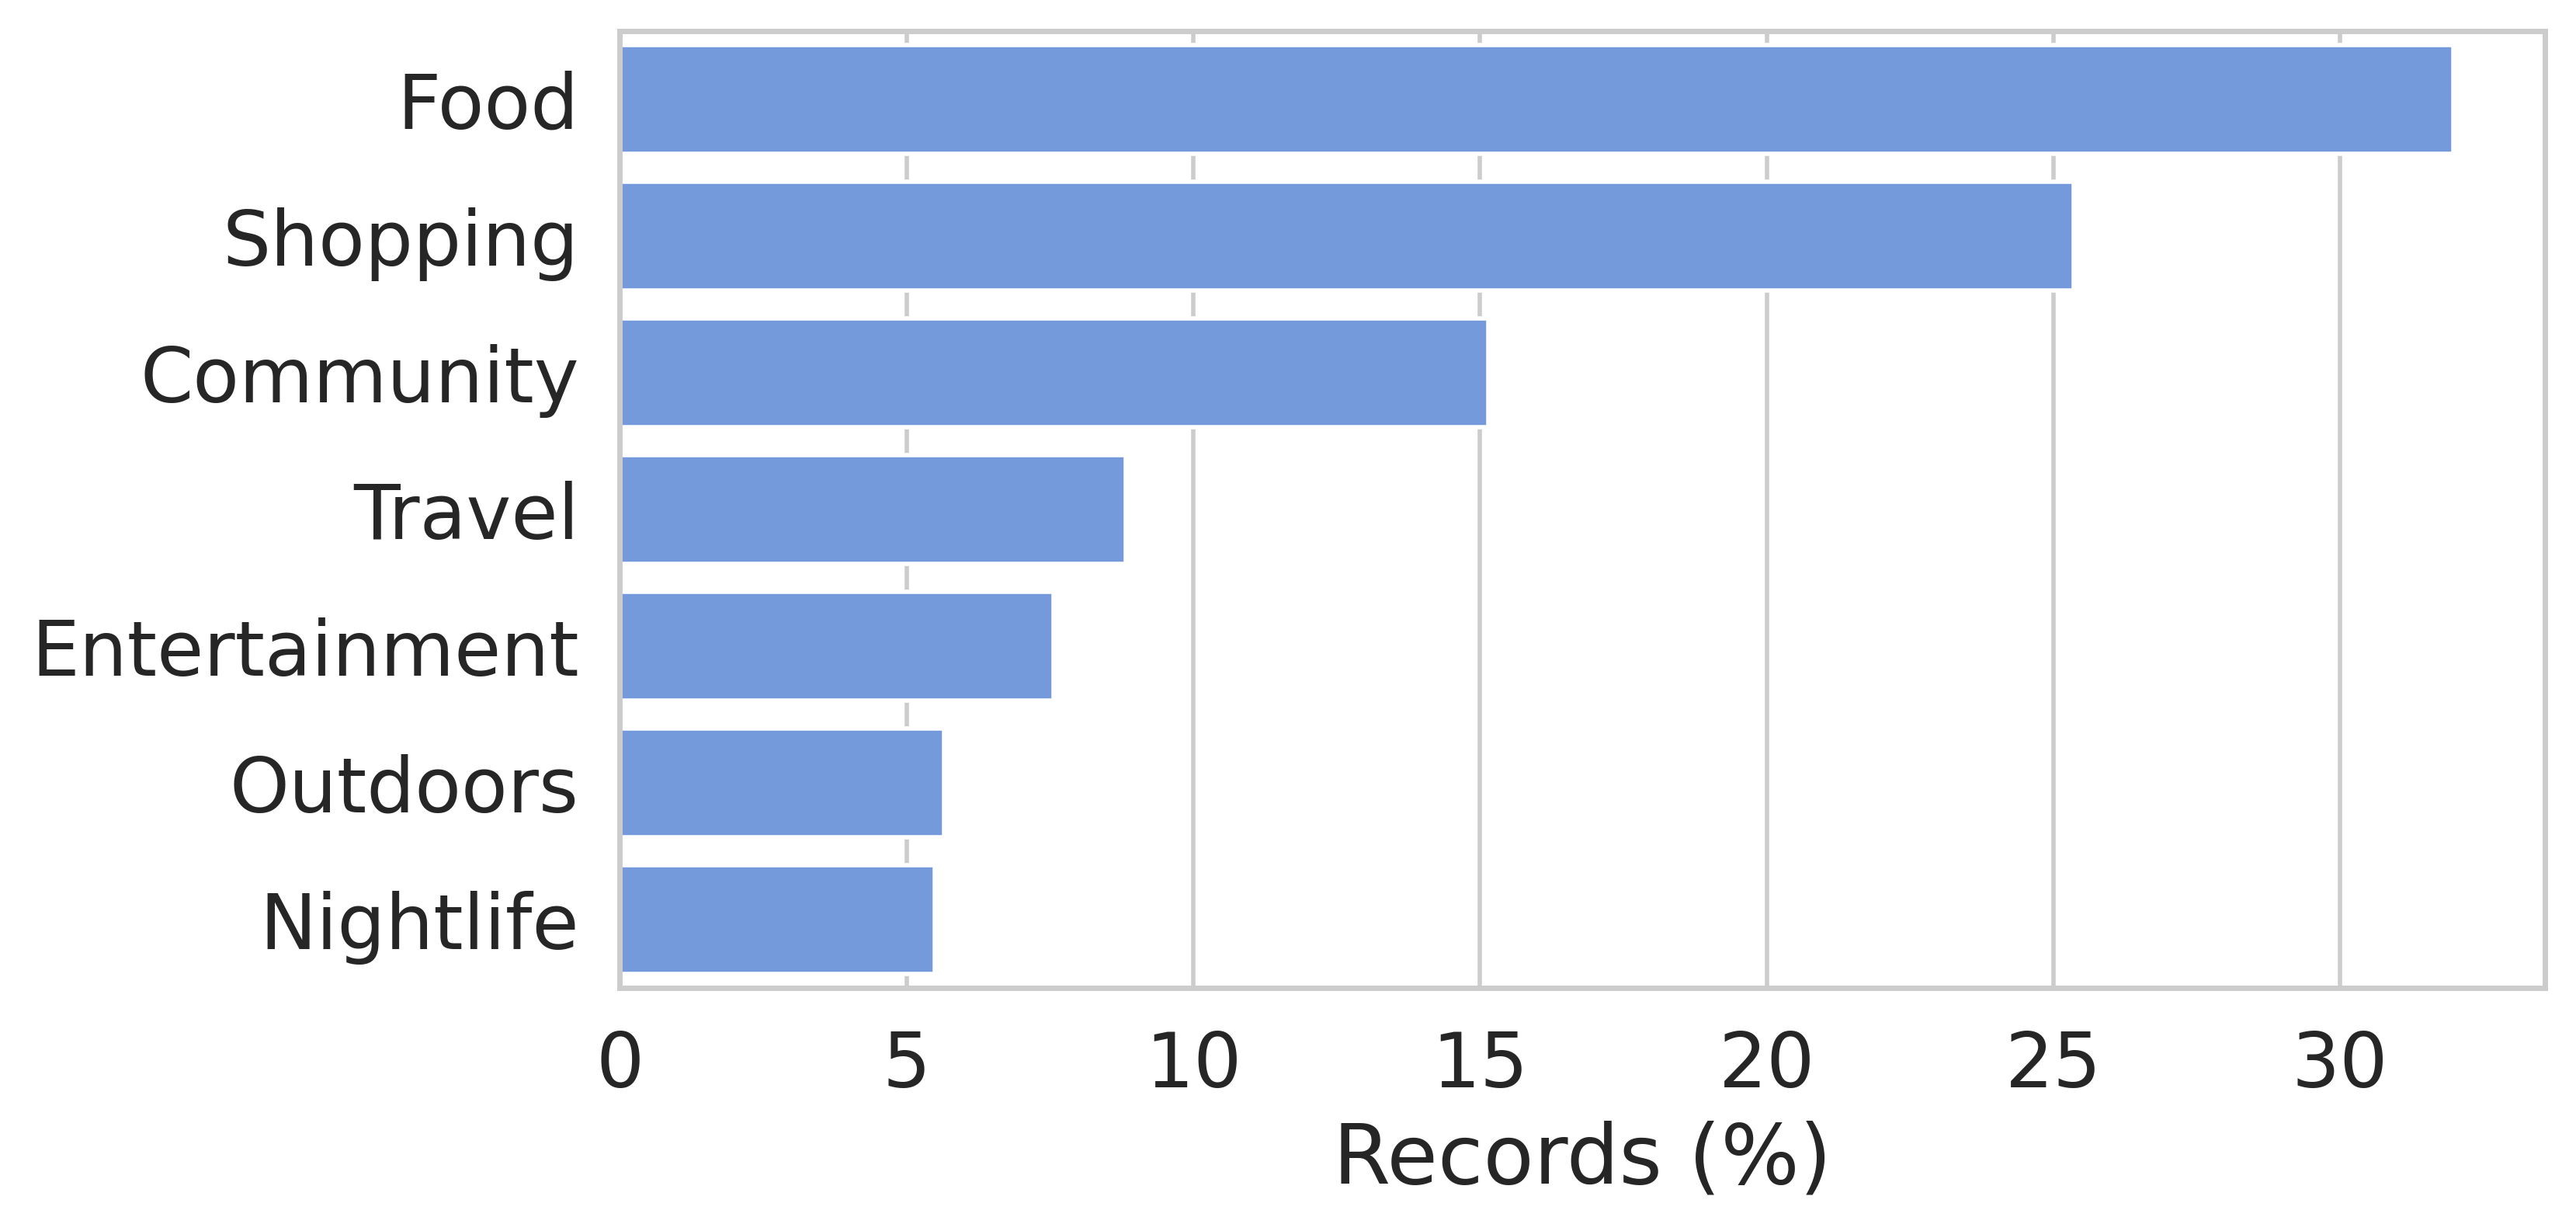 Food
Shopping
Community
Travel
Entertainment
Outdoors
Nightlife
0 5 10 15 20 25 30
Records (%)